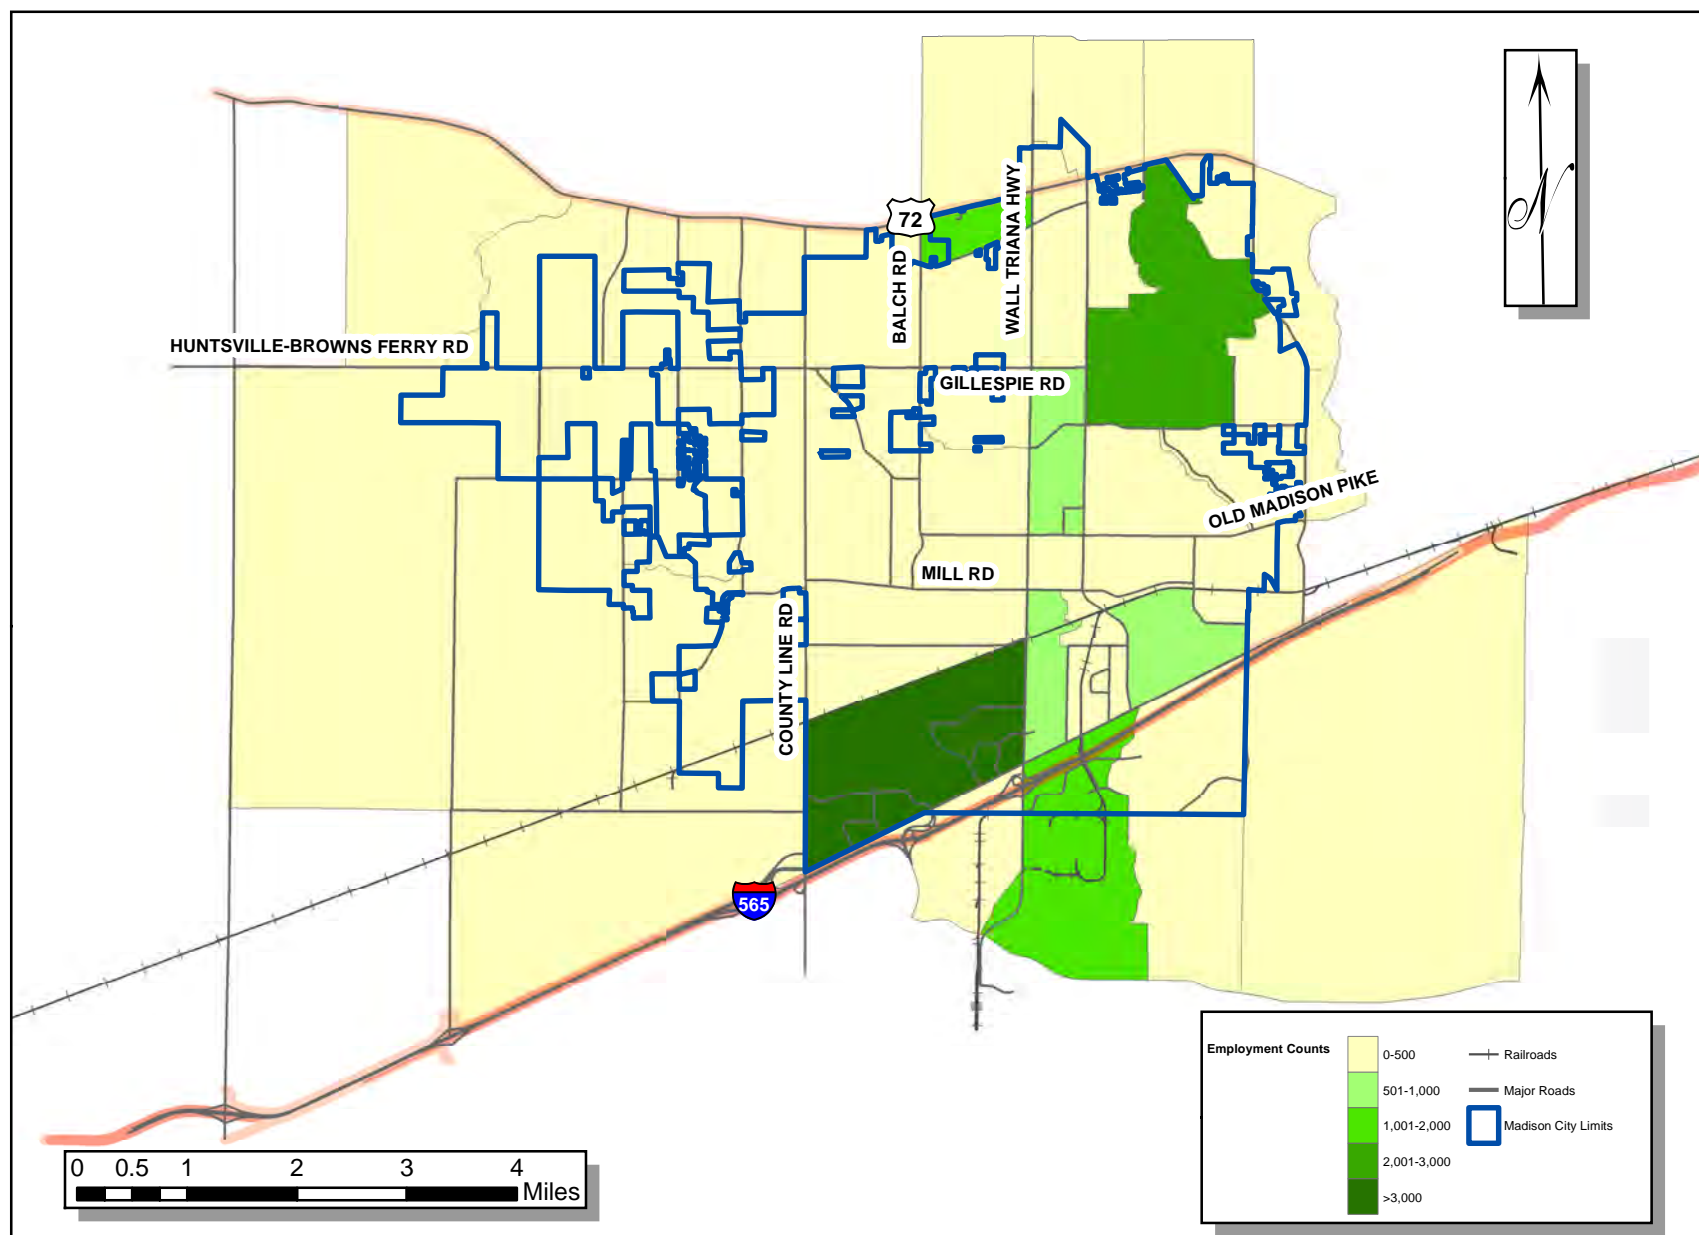 72
BALCH RD
WALL TRIANA HWY
HUNTSVILLE-BROWNS FERRY RD
GILLESPIE RD
OLD MADISON PIKE
MILL RD
COUNTY LINE RD
565
N
Employment Counts
0-500
501-1,000
1,001-2,000
2,001-3,000
>3,000
Railroads
Major Roads
Madison City Limits
0 0.5 1 2 3 4
Miles